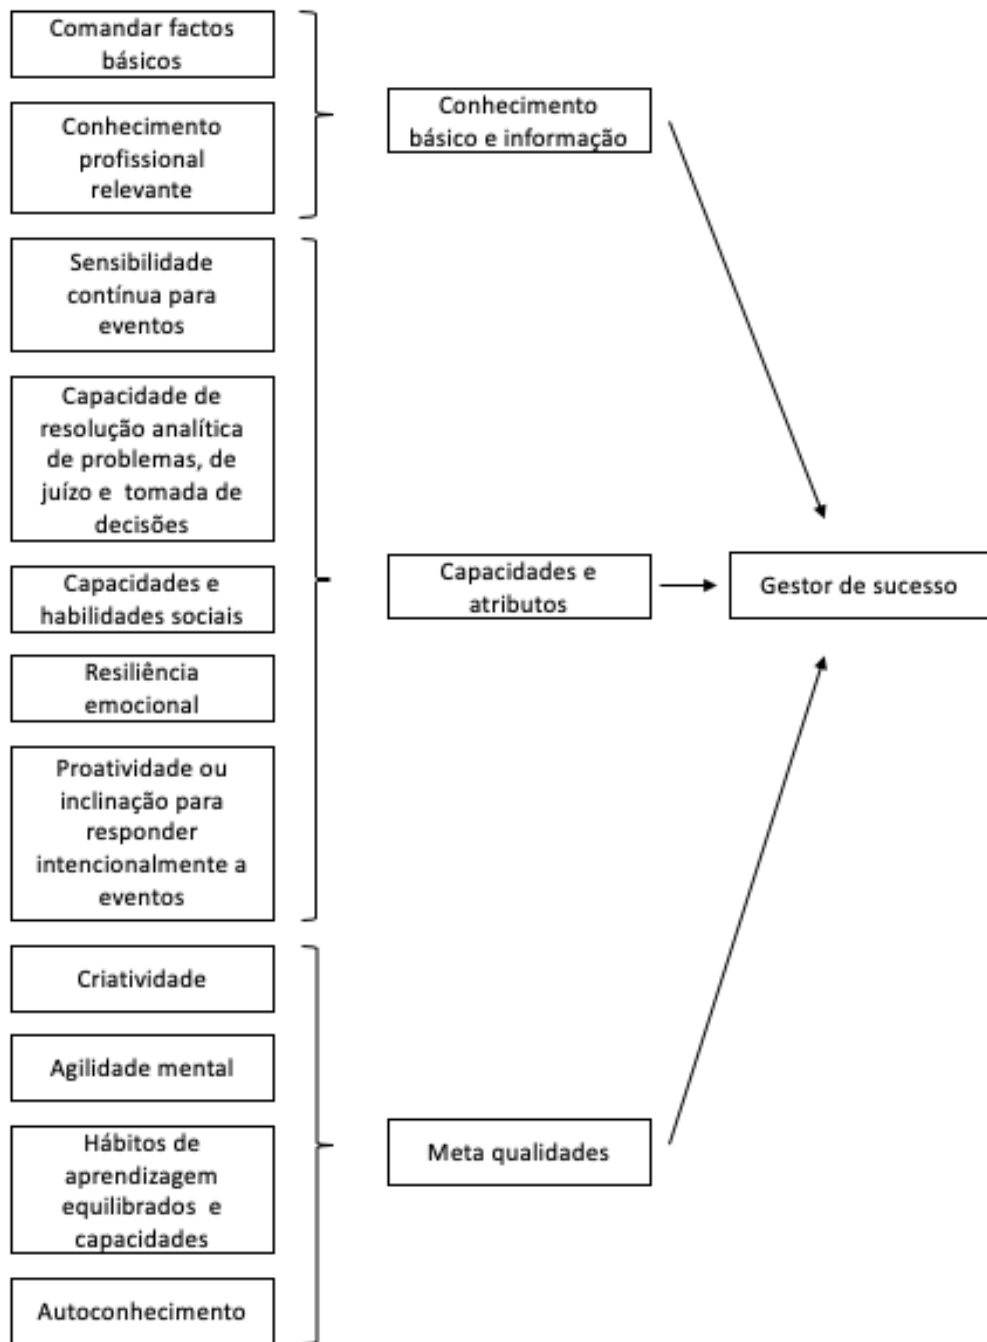 Comandar factos
básicos
Conhecimento
profissional
relevante
Conhecimento
básico e informação
Sensibilidade
contínua para
eventos
Capacidade de
resolução analítica
de problemas, de
juízo e tomada de
decisões
Capacidades e
habilidades sociais
Resiliência
emocional
Proatividade ou
inclinação para
responder
intencionalmente a
eventos
Capacidades e
atributos
Gestor de sucesso
Criatividade
Agilidade mental
Hábitos de
aprendizagem
equilibrados e
capacidades
Autoconhecimento
Meta qualidades